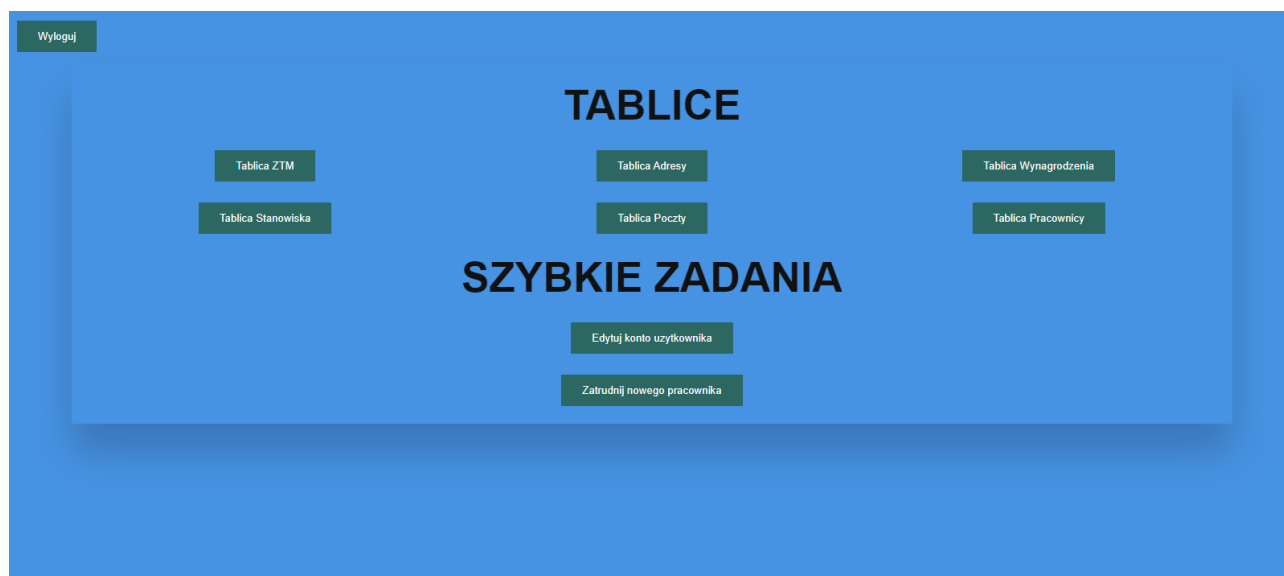 Wyloguj
TABLICE
Tablica ZTM
Tablica Adresy
Tablica Wynagrodzenia
Tablica Stanowiska
Tablica Poczty
Tablica Pracownicy
SZYBKIE ZADANIA
Edytuj konto uzytkownika
Zatrudnij nowego pracownika